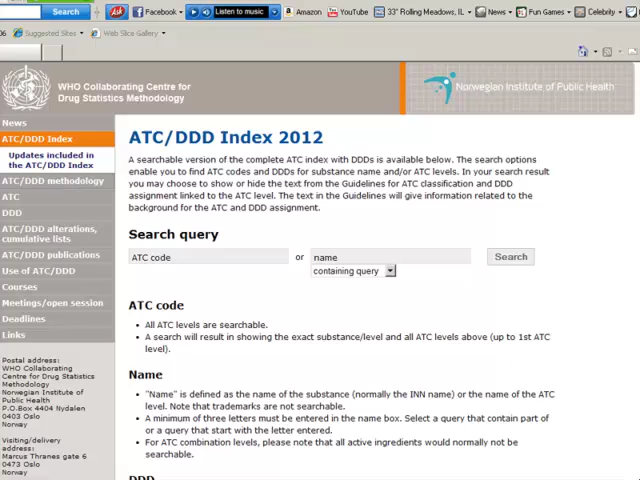 Search
Ask
Facebook
Listen to music
Amazon
YouTube
33° Rolling Meadows, IL
News
Fun Games
Celebrity
06
Suggested Sites
Web Slice Gallery
WHO Collaborating Centre for
Drug Statistics Methodology
Norwegian Institute of Public Health
News
ATC/DDD Index
Updates included in
the ATC/DDD Index
ATC/DDD methodology
ATC
DDD
ATC/DDD alterations,
cumulative lists
ATC/DDD publications
Use of ATC/DDD
Courses
Meetings/open session
Deadlines
Links
Postal address:
WHO Collaborating
Centre for Drug Statistics
Methodology
Norwegian Institute of
Public Health
P.O.Box 4404 Nydalen
0403 Oslo
Norway
Visiting/delivery
address:
Marcus Thranes gate 6
0473 Oslo
Norway
ATC/DDD Index 2012
A searchable version of the complete ATC index with DDDs is available below. The search options
enable you to find ATC codes and DDDs for substance name and/or ATC levels. In your search result
you may choose to show or hide the text from the Guidelines for ATC classification and DDD
assignment linked to the ATC level. The text in the Guidelines will give information related to the
background for the ATC and DDD assignment.
Search query
ATC code or name Search
containing query
ATC code
• All ATC levels are searchable.
• A search will result in showing the exact substance/level and all ATC levels above (up to 1st ATC
level).
Name
• "Name" is defined as the name of the substance (normally the INN name) or the name of the ATC
level. Note that trademarks are not searchable.
• A minimum of three letters must be entered in the name box. Select a query that contain part of
or a query that start with the letter entered.
• For ATC combination levels, please note that all active ingredients would normally not be
searchable.
DDD